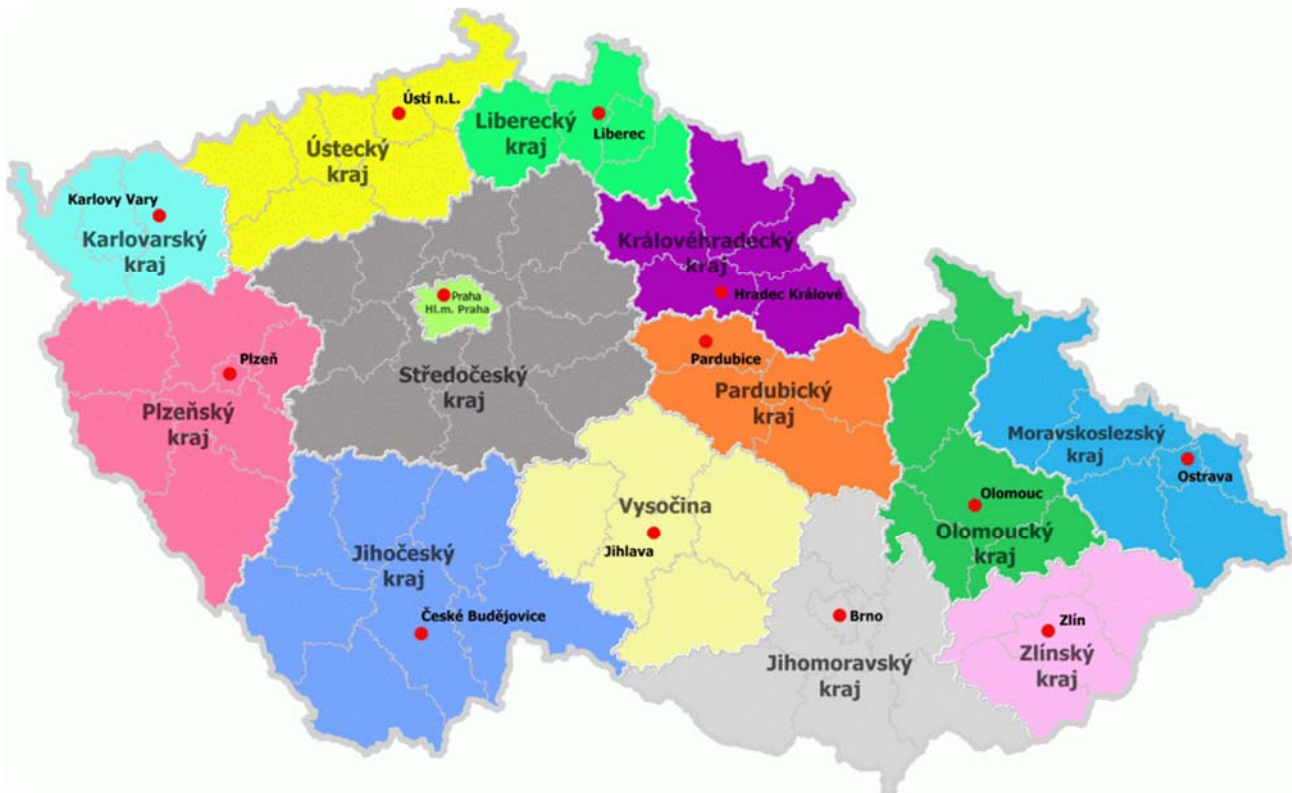 Ústí n.L.
Ústecký
kraj
Liberecký
kraj
Liberec
Karlovy Vary
Karlovarský
kraj
Královéhradecký
kraj
Hradec Králové
Praha
Hl.m. Praha
Středočeský
kraj
Plzeň
Plzeňský
kraj
Pardubice
Pardubický
kraj
Moravskoslezský
kraj
Ostrava
Olomouc
Olomoucký
kraj
Vysočina
Jihlava
Jihočeský
kraj
České Budějovice
Brno
Jihomoravský
kraj
Zlín
Zlínský
kraj